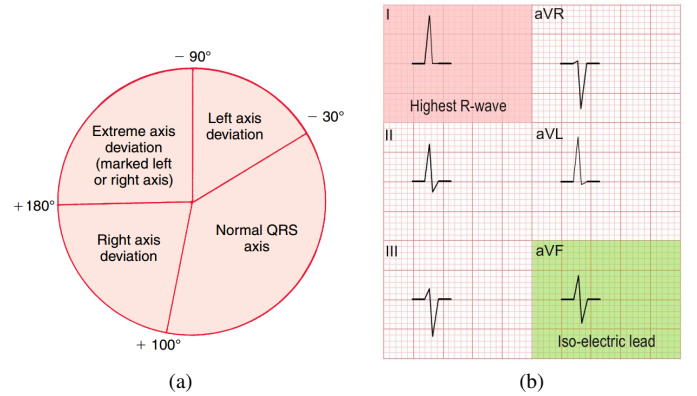 − 90°
− 30°
Left axis
deviation
Extreme axis
deviation
(marked left
or right axis)
+180°
Normal QRS
axis
Right axis
deviation
+ 100°
(a)
I
aVR
Highest R-wave
II
aVL
III
aVF
Iso-electric lead
(b)